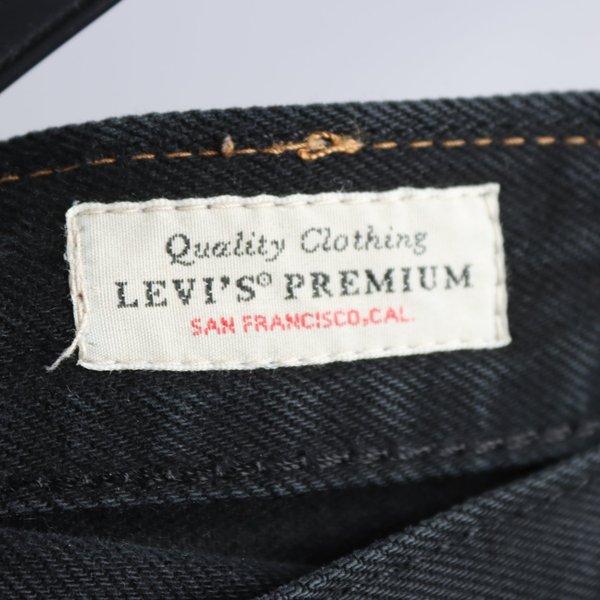 Quality Clothing
LEVI'S® PREMIUM
SAN FRANCISCO,CAL.